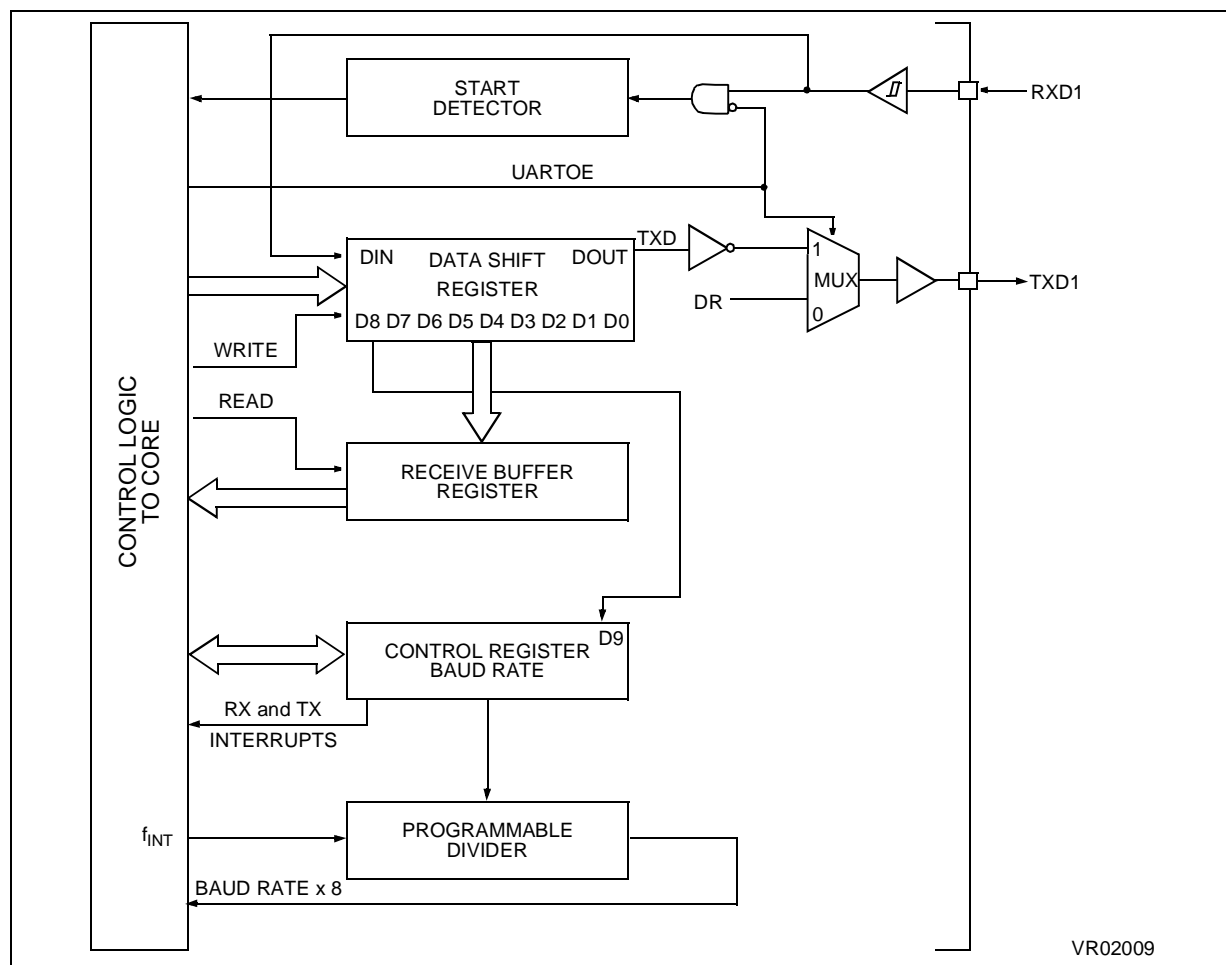 START
DETECTOR
RXD1
UARTOE
TXD
DIN DATA SHIFT DOUT
REGISTER
D8 D7 D6 D5 D4 D3 D2 D1 D0
1
MUX
0
DR
TXD1
WRITE
READ
CONTROL LOGIC
TO CORE
RECEIVE BUFFER
REGISTER
D9
CONTROL REGISTER
BAUD RATE
RX and TX
INTERRUPTS
fINT
PROGRAMMABLE
DIVIDER
BAUD RATE x 8
VR02009